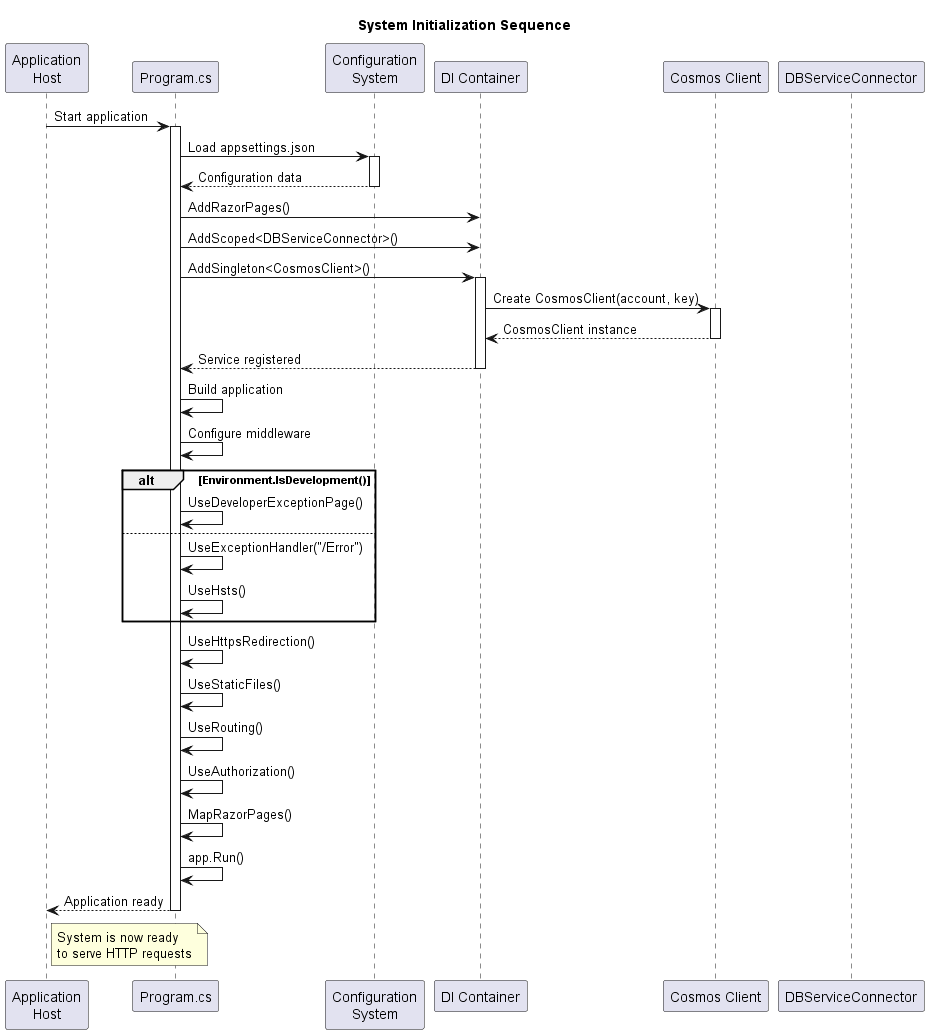 System Initialization Sequence
Application
Host
Program.cs
Configuration
System
DI Container
Cosmos Client
DBServiceConnector
Start application
Load appsettings.json
Configuration data
AddRazorPages()
AddScoped<DBServiceConnector>()
AddSingleton<CosmosClient>()
Create CosmosClient(account, key)
CosmosClient instance
Service registered
Build application
Configure middleware
alt
[Environment.IsDevelopment()]
UseDeveloperExceptionPage()
UseExceptionHandler("/Error")
UseHsts()
UseHttpsRedirection()
UseStaticFiles()
UseRouting()
UseAuthorization()
MapRazorPages()
app.Run()
Application ready
System is now ready
to serve HTTP requests
Application
Host
Program.cs
Configuration
System
DI Container
Cosmos Client
DBServiceConnector